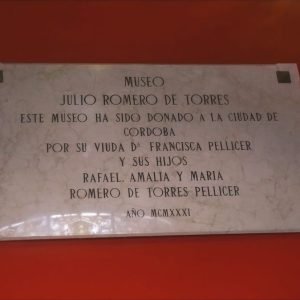 MUSEO
JULIO ROMERO DE TORRES
ESTE MUSEO HA SIDO DONADO A LA CIUDAD DE
CORDOBA
POR SU VIUDA Dª FRANCISCA PELLICER
Y SUS HIJOS
RAFAEL, AMALIA Y MARIA
ROMERO DE TORRES PELLICER
AÑO MCMXXXI